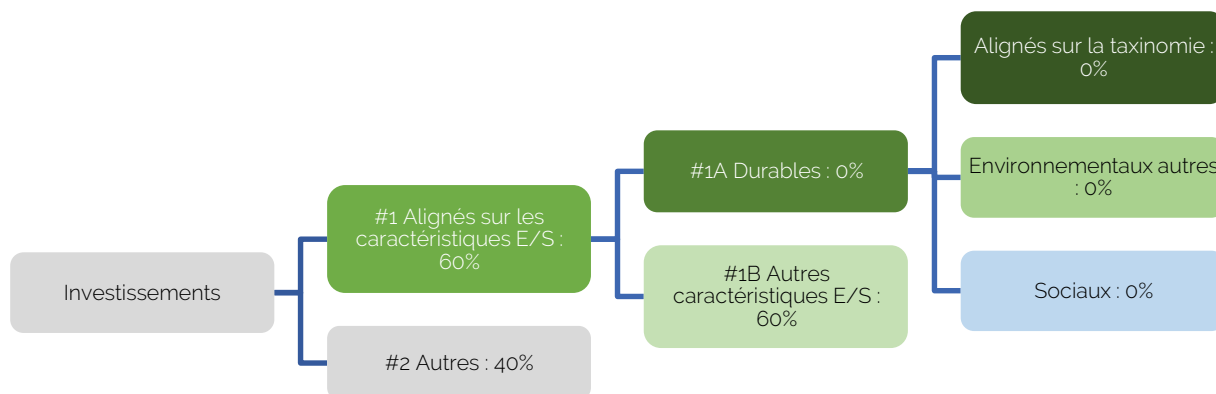 Investissements
#1 Alignés sur les
caractéristiques E/S :
60%
#2 Autres : 40%
#1A Durables : 0%
#1B Autres
caractéristiques E/S :
60%
Alignés sur la taxinomie :
0%
Environnementaux autres
: 0%
Sociaux : 0%